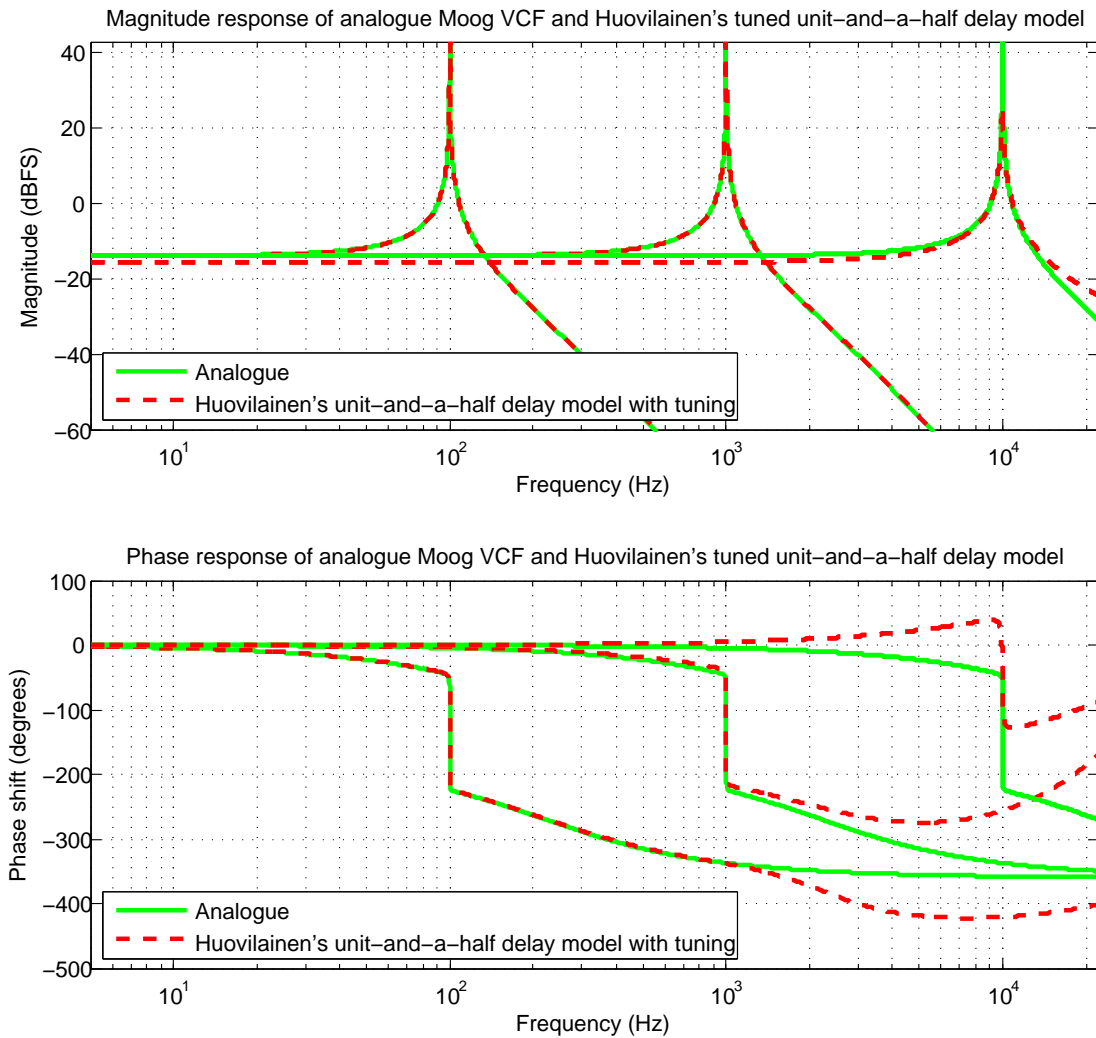 Magnitude response of analogue Moog VCF and Huovilainen's tuned unit−and−a−half delay model
40
20
0
−20
−40
−60
Magnitude (dBFS)
Analogue
Huovilainen's unit−and−a−half delay model with tuning
10^1
10^2
10^3
10^4
Frequency (Hz)
Phase response of analogue Moog VCF and Huovilainen's tuned unit−and−a−half delay model
100
0
−100
−200
−300
−400
−500
Phase shift (degrees)
Analogue
Huovilainen's unit−and−a−half delay model with tuning
10^1
10^2
10^3
10^4
Frequency (Hz)